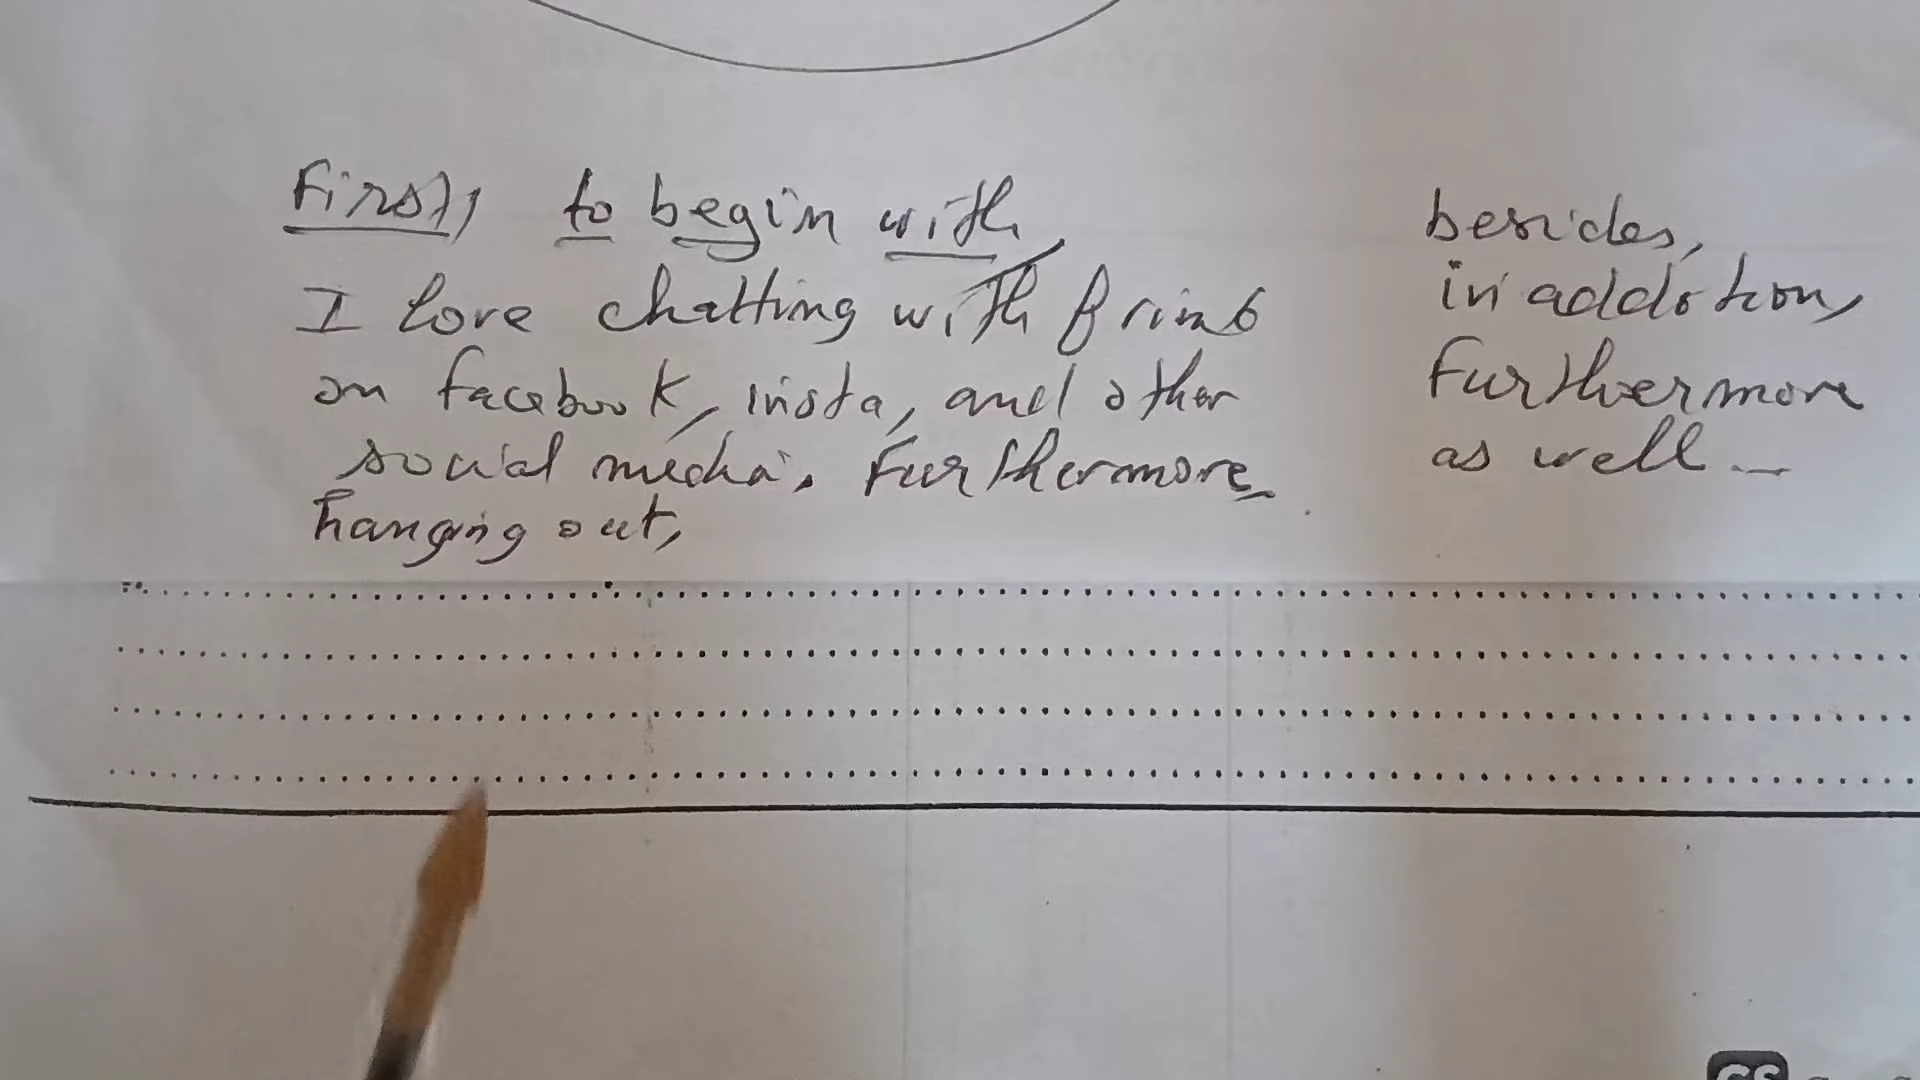 Firstly to begin with,
I love chatting with
on facebook, insta, and other
social media. Furthermore
hanging out,
besides,
in addition,
Furthermore
as well
CS